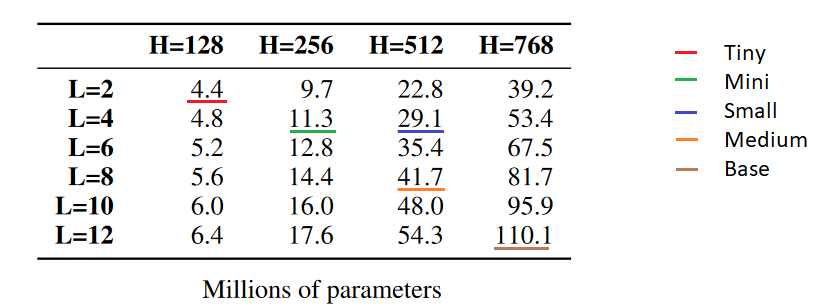 H=128 H=256 H=512 H=768
L=2 4.4 9.7 22.8 39.2
L=4 4.8 11.3 29.1 53.4
L=6 5.2 12.8 35.4 67.5
L=8 5.6 14.4 41.7 81.7
L=10 6.0 16.0 48.0 95.9
L=12 6.4 17.6 54.3 110.1
Millions of parameters
Tiny
Mini
Small
Medium
Base